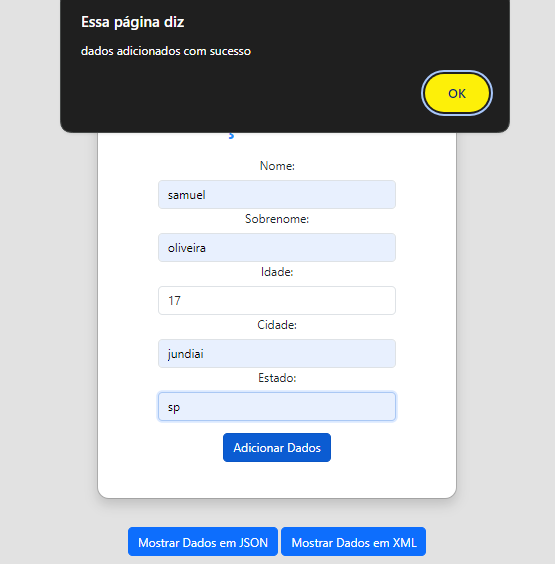 Essa página diz
dados adicionados com sucesso
OK
Nome:
samuel
Sobrenome:
oliveira
Idade:
17
Cidade:
jundiai
Estado:
sp
Adicionar Dados
Mostrar Dados em JSON
Mostrar Dados em XML